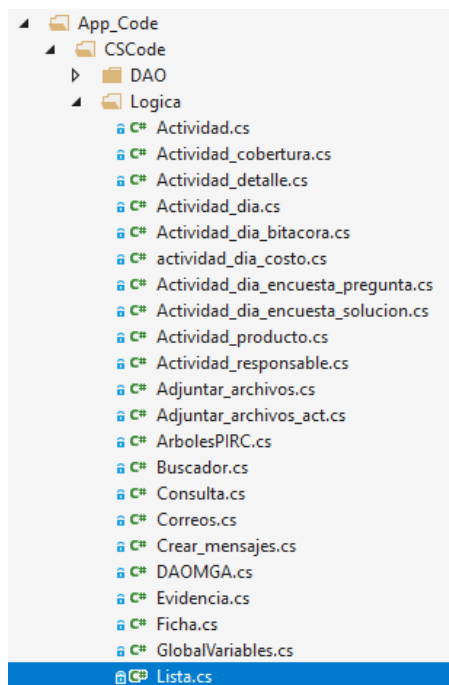 App_Code
CSCode
DAO
Logica
C# Actividad.cs
C# Actividad_cobertura.cs
C# Actividad_detalle.cs
C# Actividad_dia.cs
C# Actividad_dia_bitacora.cs
C# actividad_dia_costo.cs
C# Actividad_dia_encuesta_pregunta.cs
C# Actividad_dia_encuesta_solucion.cs
C# Actividad_producto.cs
C# Actividad_responsable.cs
C# Adjuntar_archivos.cs
C# Adjuntar_archivos_act.cs
C# ArbolesPIRC.cs
C# Buscador.cs
C# Consulta.cs
C# Correos.cs
C# Crear_mensajes.cs
C# DAOMGA.cs
C# Evidencia.cs
C# Ficha.cs
C# GlobalVariables.cs
C# Lista.cs